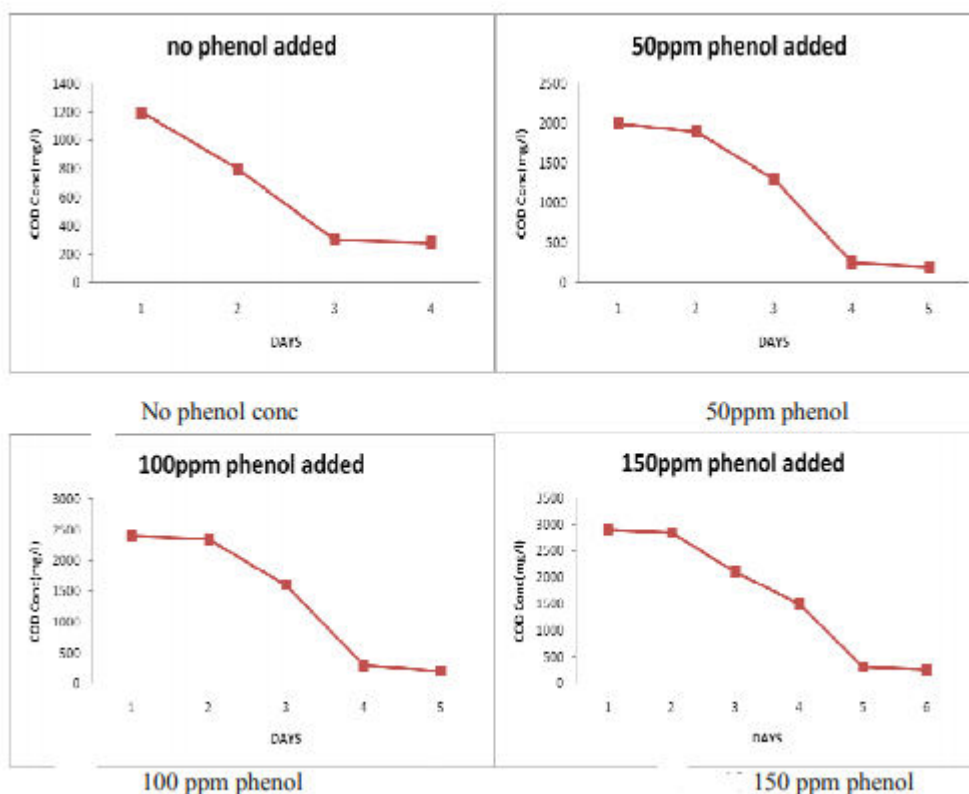 no phenol added
1400
1200
1000
800
600
400
200
0
COD Conc(mg/l)
1 2 3 4
DAYS
50ppm phenol added
2500
2000
1500
1000
500
0
COD Conc(mg/l)
1 2 3 4 5
DAYS
No phenol conc
50ppm phenol
100ppm phenol added
3000
2500
2000
1500
1000
500
0
COD Conc(mg/l)
1 2 3 4 5
DAYS
150ppm phenol added
3500
3000
2500
2000
1500
1000
500
0
COD Conc(mg/l)
1 2 3 4 5 6
DAYS
100 ppm phenol
150 ppm phenol